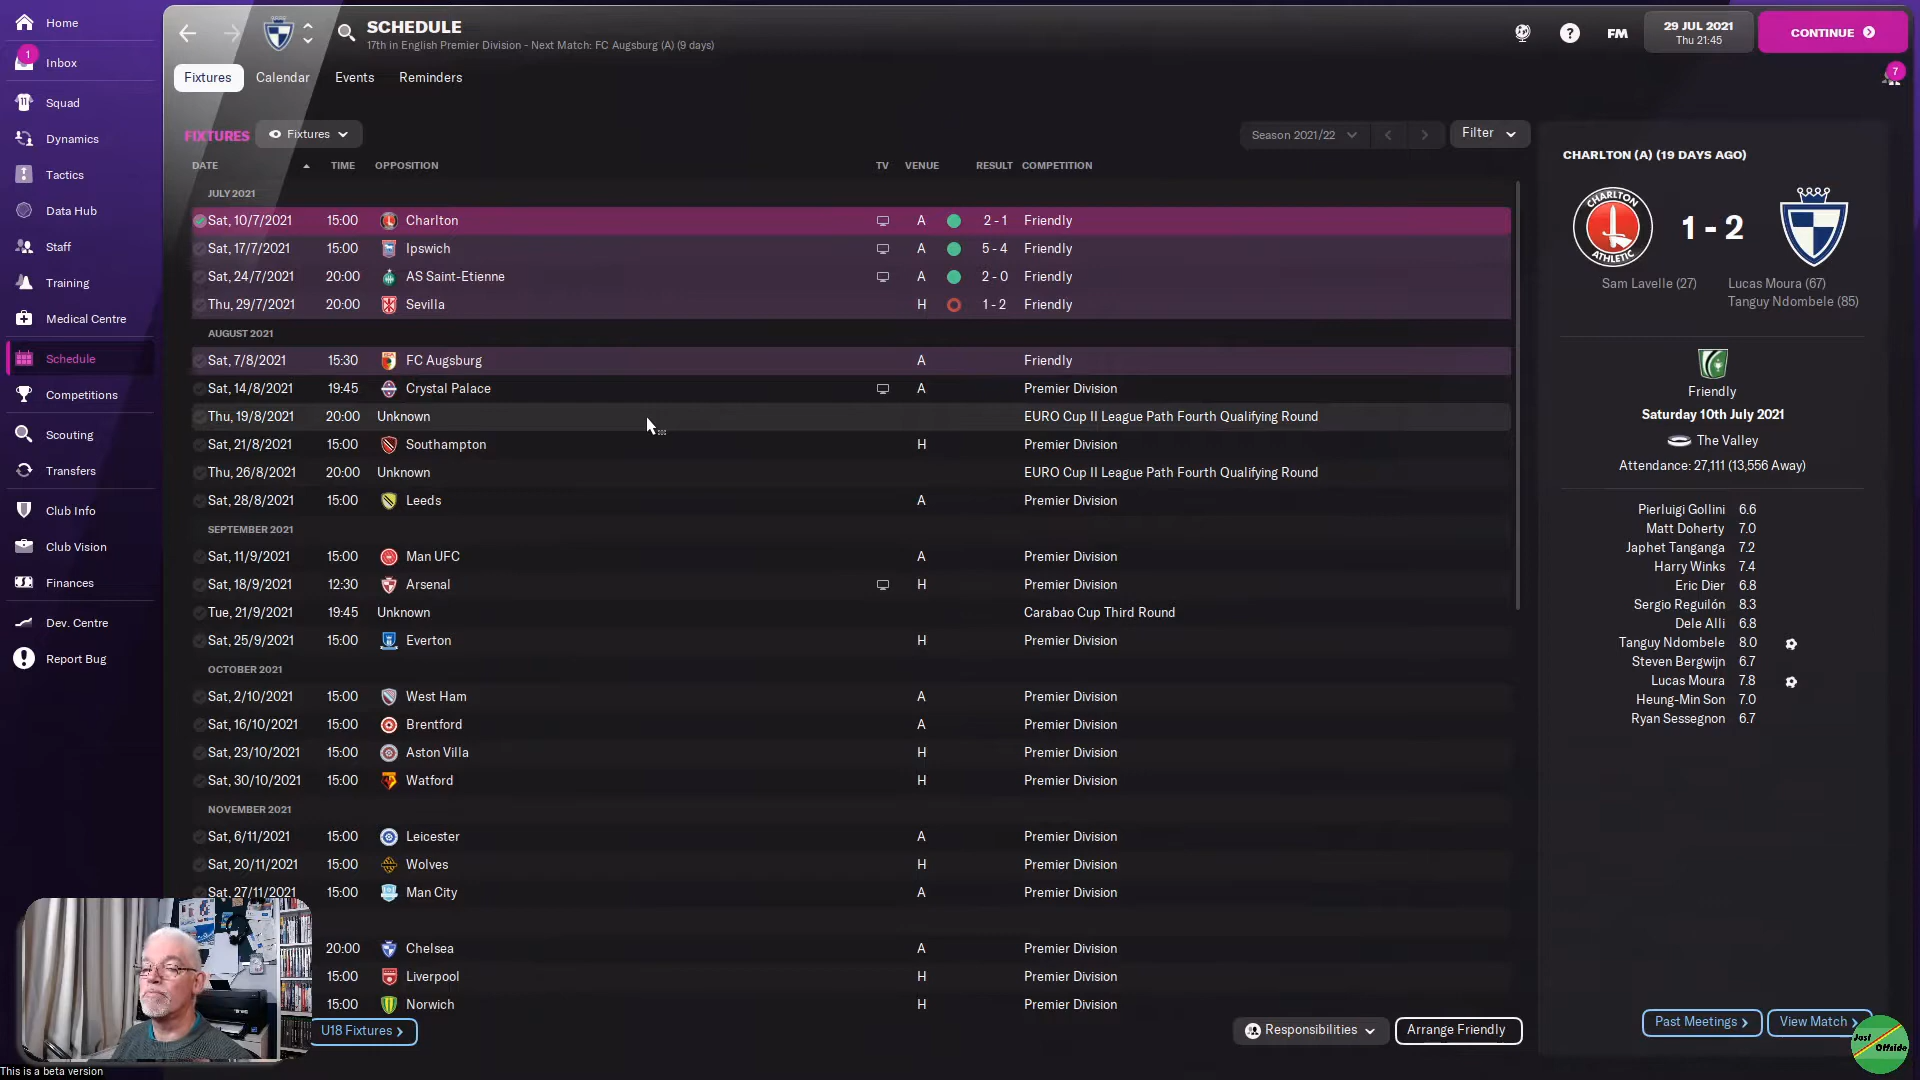 Home
1
Inbox
Squad
Dynamics
Tactics
Data Hub
Staff
Training
Medical Centre
Schedule
Competitions
Scouting
Transfers
Club Info
Club Vision
Finances
Dev. Centre
Report Bug
This is a beta version
SCHEDULE
17th in English Premier Division - Next Match: FC Augsburg (A) (9 days)
FM
29 JUL 2021
Thu 21:45
CONTINUE
7
Fixtures Calendar Events Reminders
FIXTURES Fixtures Season 2021/22 Filter
DATE TIME OPPOSITION TV VENUE RESULT COMPETITION
JULY 2021
Sat, 10/7/2021 15:00 Charlton A 2 - 1 Friendly
Sat, 17/7/2021 15:00 Ipswich A 5 - 4 Friendly
Sat, 24/7/2021 20:00 AS Saint-Etienne A 2 - 0 Friendly
Thu, 29/7/2021 20:00 Sevilla H 1 - 2 Friendly
AUGUST 2021
Sat, 7/8/2021 15:30 FC Augsburg A Friendly
Sat, 14/8/2021 19:45 Crystal Palace A Premier Division
Thu, 19/8/2021 20:00 Unknown EURO Cup II League Path Fourth Qualifying Round
Sat, 21/8/2021 15:00 Southampton H Premier Division
Thu, 26/8/2021 20:00 Unknown EURO Cup II League Path Fourth Qualifying Round
Sat, 28/8/2021 15:00 Leeds A Premier Division
SEPTEMBER 2021
Sat, 11/9/2021 15:00 Man UFC A Premier Division
Sat, 18/9/2021 12:30 Arsenal H Premier Division
Tue, 21/9/2021 19:45 Unknown Carabao Cup Third Round
Sat, 25/9/2021 15:00 Everton H Premier Division
OCTOBER 2021
Sat, 2/10/2021 15:00 West Ham A Premier Division
Sat, 16/10/2021 15:00 Brentford A Premier Division
Sat, 23/10/2021 15:00 Aston Villa H Premier Division
Sat, 30/10/2021 15:00 Watford H Premier Division
NOVEMBER 2021
Sat, 6/11/2021 15:00 Leicester A Premier Division
Sat, 20/11/2021 15:00 Wolves H Premier Division
Sat, 27/11/2021 15:00 Man City A Premier Division
20:00 Chelsea A Premier Division
15:00 Liverpool H Premier Division
15:00 Norwich H Premier Division
U18 Fixtures Responsibilities Arrange Friendly
CHARLTON (A) (19 DAYS AGO)
CHARLTON
ATHLETIC
1 - 2
Sam Lavelle (27) Lucas Moura (67)
Tanguy Ndombele (85)
Friendly
Saturday 10th July 2021
The Valley
Attendance: 27,111 (13,556 Away)
Pierluigi Gollini 6.6
Matt Doherty 7.0
Japhet Tanganga 7.2
Harry Winks 7.4
Eric Dier 6.8
Sergio Reguilón 8.3
Dele Alli 6.8
Tanguy Ndombele 8.0
Steven Bergwijn 6.7
Lucas Moura 7.8
Heung-Min Son 7.0
Ryan Sessegnon 6.7
Past Meetings View Match
Just
Offside